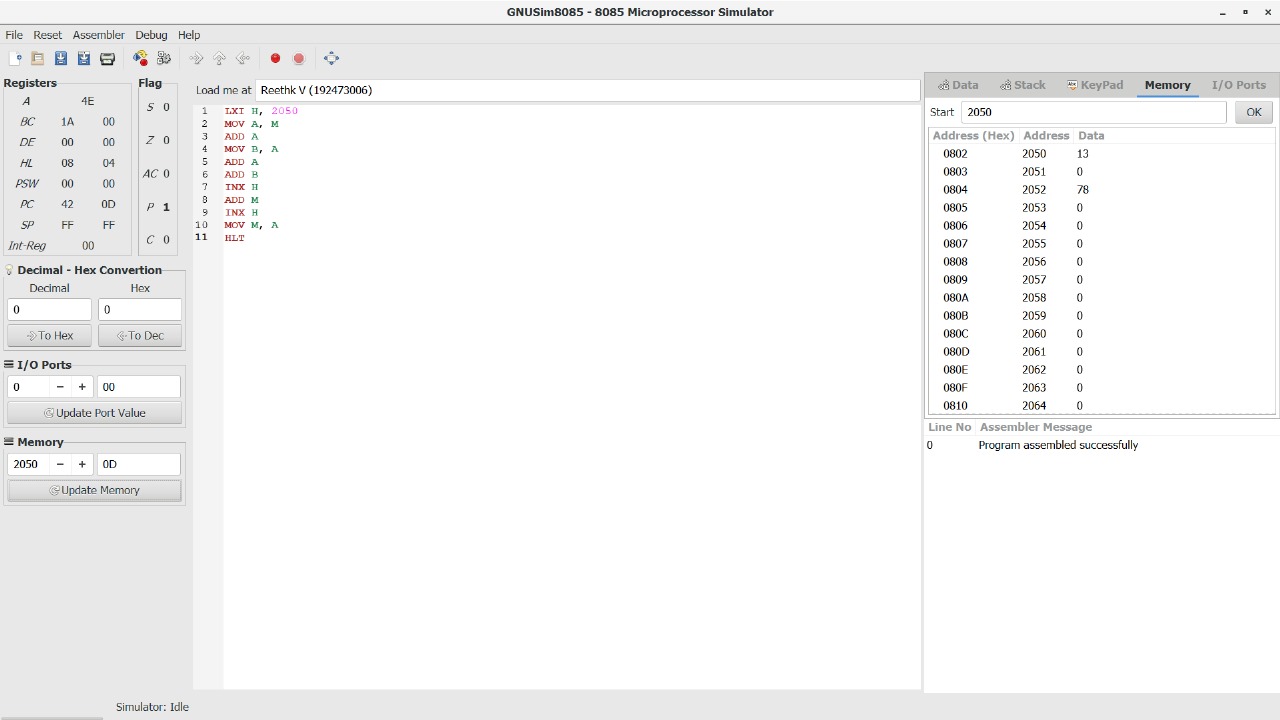 GNUSim8085 - 8085 Microprocessor Simulator
File Reset Assembler Debug Help
Registers
A 4E
BC 1A 00
DE 00 00
HL 08 04
PSW 00 00
PC 42 0D
SP FF FF
Int-Reg 00
Flag
S 0
Z 0
AC 0
P 1
C 0
Decimal - Hex Convertion
Decimal Hex
0 0
To Hex To Dec
I/O Ports
0 − + 00
Update Port Value
Memory
2050 − + 0D
Update Memory
Load me at Reethk V (192473006)
1 LXI H, 2050
2 MOV A, M
3 ADD A
4 MOV B, A
5 ADD A
6 ADD B
7 INX H
8 ADD M
9 INX H
10 MOV M, A
11 HLT
Data Stack KeyPad Memory I/O Ports
Start 2050 OK
Address (Hex) Address Data
0802 2050 13
0803 2051 0
0804 2052 78
0805 2053 0
0806 2054 0
0807 2055 0
0808 2056 0
0809 2057 0
080A 2058 0
080B 2059 0
080C 2060 0
080D 2061 0
080E 2062 0
080F 2063 0
0810 2064 0
Line No Assembler Message
0 Program assembled successfully
Simulator: Idle